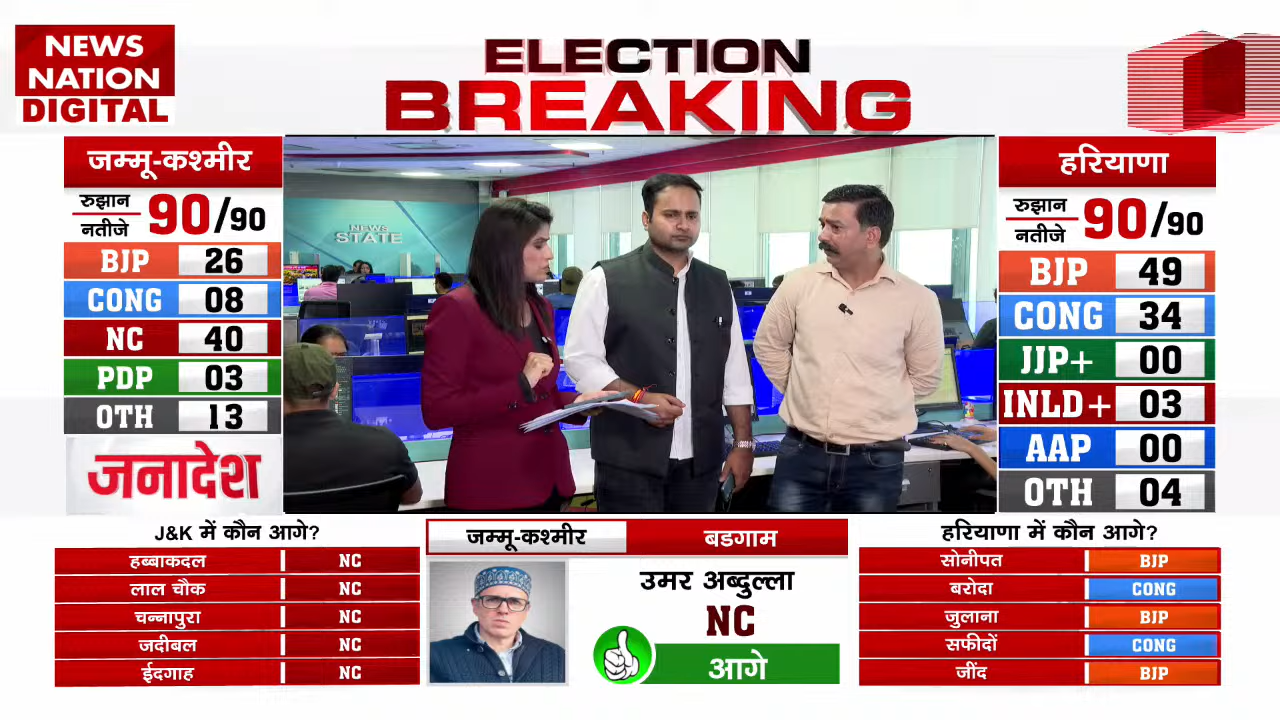 NEWS
NATION
DIGITAL
ELECTION
BREAKING
जम्मू-कश्मीर
रुझान
नतीजे
90/90
BJP 26
CONG 08
NC 40
PDP 03
OTH 13
जनादेश
NEWS
STATE
हरियाणा
रुझान
नतीजे
90/90
BJP 49
CONG 34
JJP+ 00
INLD+ 03
AAP 00
OTH 04
J&K में कौन आगे?
हब्बाकदल NC
लाल चौक NC
चन्नापुरा NC
जदीबल NC
ईदगाह NC
जम्मू-कश्मीर बडगाम
उमर अब्दुल्ला
NC
आगे
हरियाणा में कौन आगे?
सोनीपत BJP
बरोदा CONG
जुलाना BJP
सफीदों CONG
जींद BJP